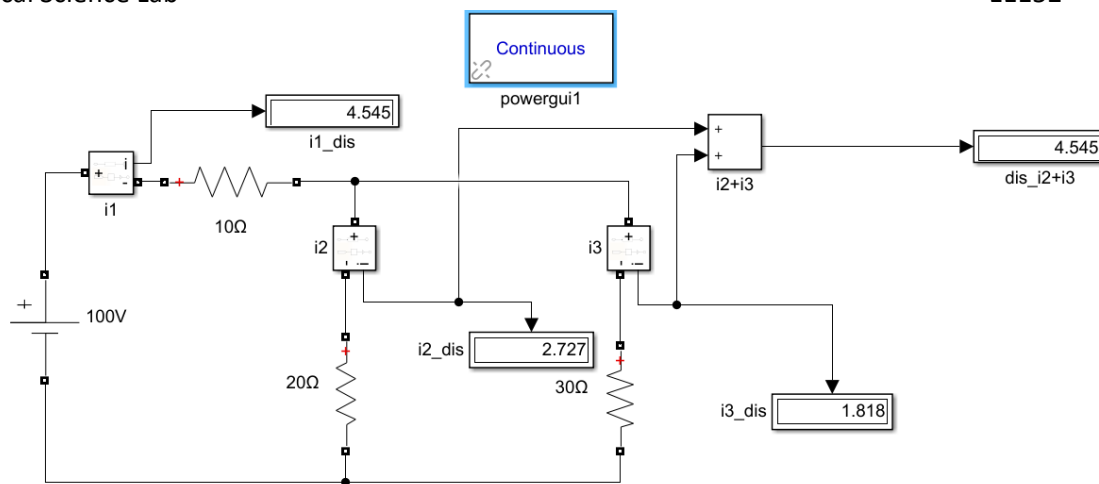 Continuous
powergui1
4.545
i1_dis
+ i -
i1
10Ω
+
+
i2+i3
4.545
dis_i2+i3
+
i2
- i
+
i3
- i
+
100V
i2_dis
2.727
20Ω
30Ω
i3_dis
1.818